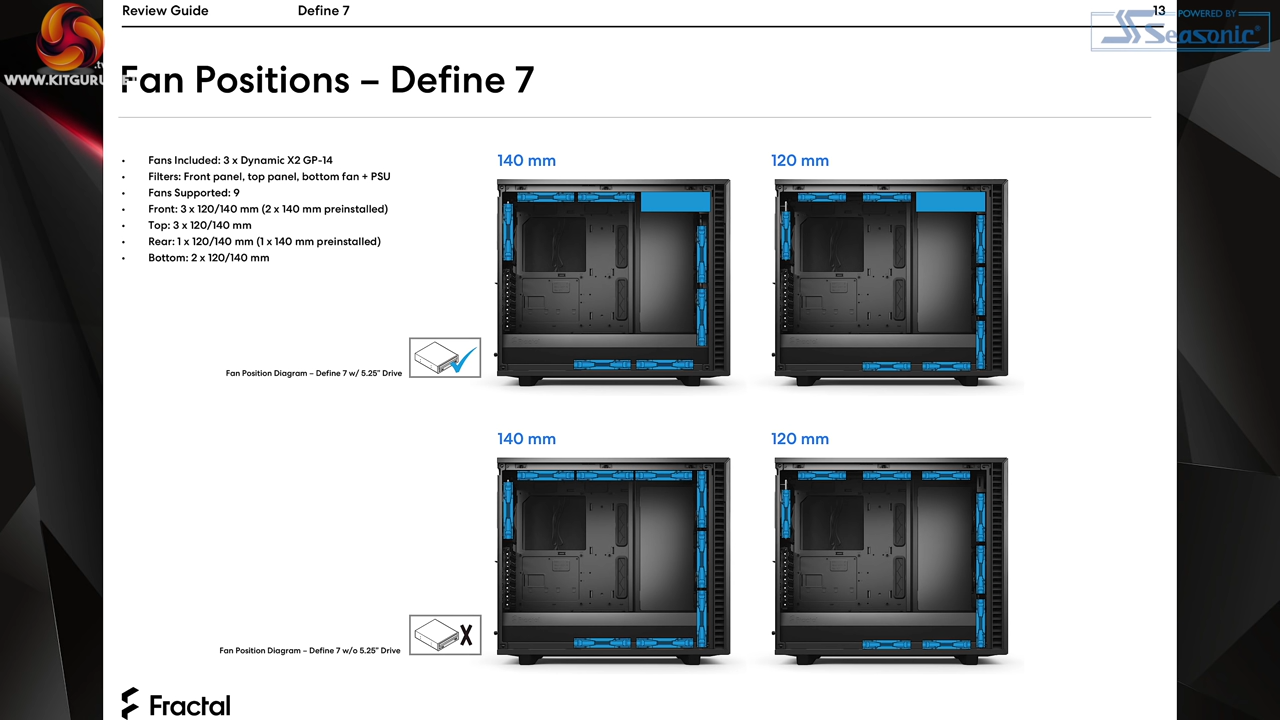 Review Guide Define 7 13
POWERED BY
Seasonic
WWW.KITGURU
Fan Positions – Define 7
• Fans Included: 3 x Dynamic X2 GP-14
• Filters: Front panel, top panel, bottom fan + PSU
• Fans Supported: 9
• Front: 3 x 120/140 mm (2 x 140 mm preinstalled)
• Top: 3 x 120/140 mm
• Rear: 1 x 120/140 mm (1 x 140 mm preinstalled)
• Bottom: 2 x 120/140 mm
140 mm 120 mm
Fan Position Diagram – Define 7 w/ 5.25" Drive
140 mm 120 mm
Fan Position Diagram – Define 7 w/o 5.25" Drive
Fractal